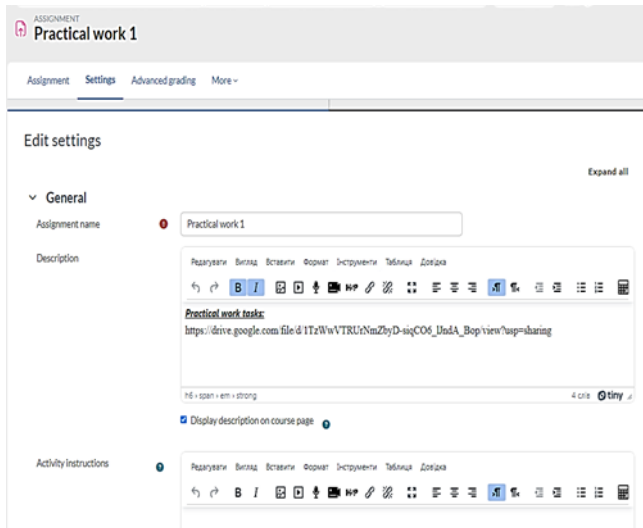 ASSIGNMENT
Practical work 1
Assignment Settings Advanced grading More
Edit settings
Expand all
General
Assignment name
Practical work 1
Description
Редагувати Вигляд Вставити Формат Інструменти Таблиця Довідка
B I H-P
Practical work tasks:
https://drive.google.com/file/d/1TzWwVTRUrNmZbyD-siqCO6_IJndA_Bop/view?usp=sharing
h6 › span › em › strong
4 слів tiny
Display description on course page
Activity instructions
Редагувати Вигляд Вставити Формат Інструменти Таблиця Довідка
B I H-P